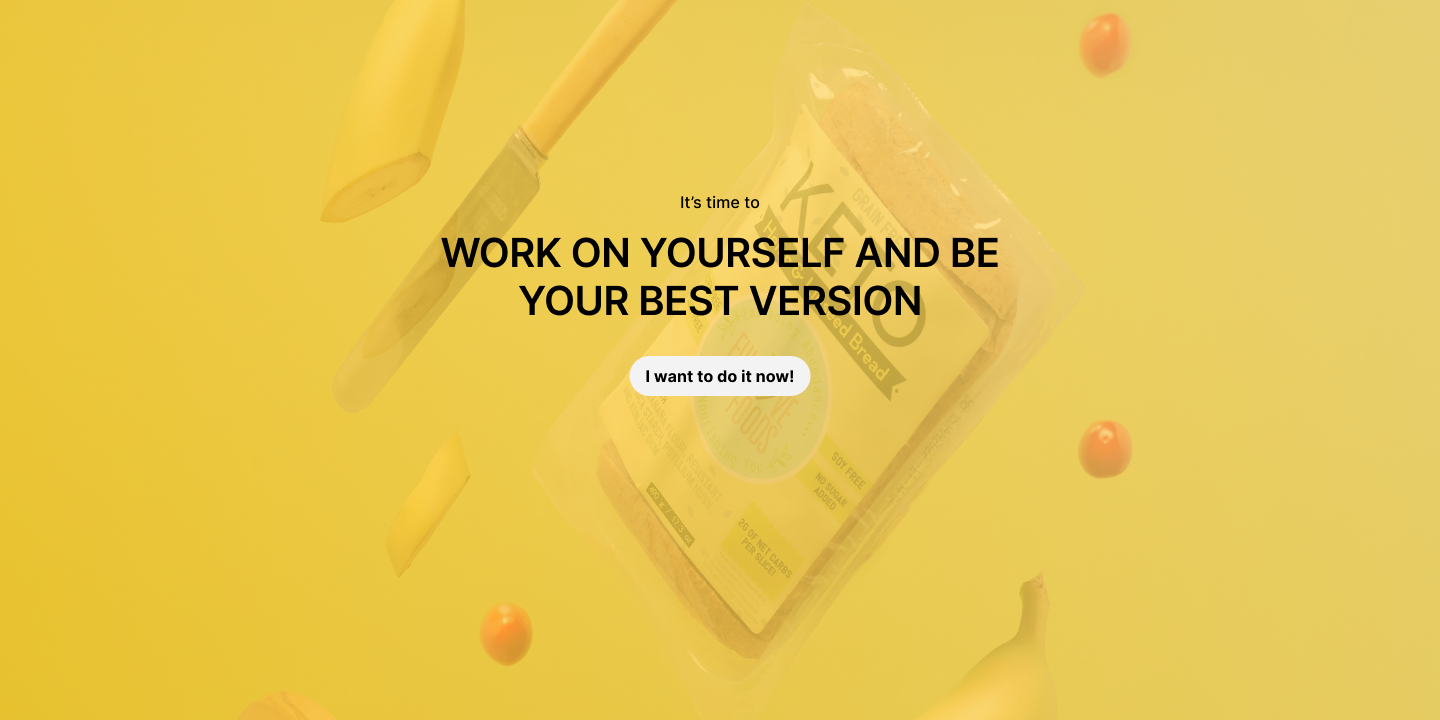 It’s time to
WORK ON YOURSELF AND BE
YOUR BEST VERSION
I want to do it now!
KETO
GRAIN FREE
Seed Bread
FOODS
SOY FREE
NO SUGAR
ADDED
2G OF NET CARBS
PER SLICE!